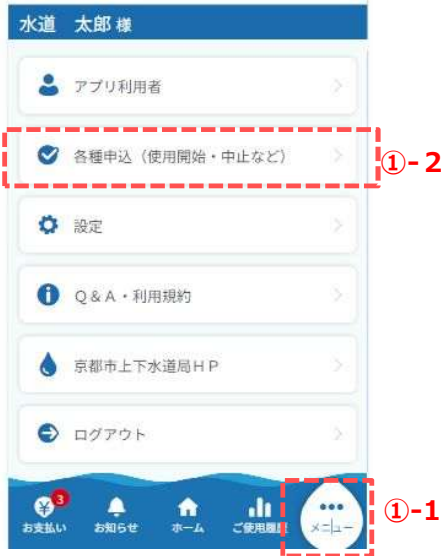 水道　太郎 様
アプリ利用者
各種申込（使用開始・中止など）
①-2
設定
Ｑ＆Ａ・利用規約
京都市上下水道局ＨＰ
ログアウト
3
お支払い
お知らせ
ホーム
ご使用履歴
メニュー
①-1